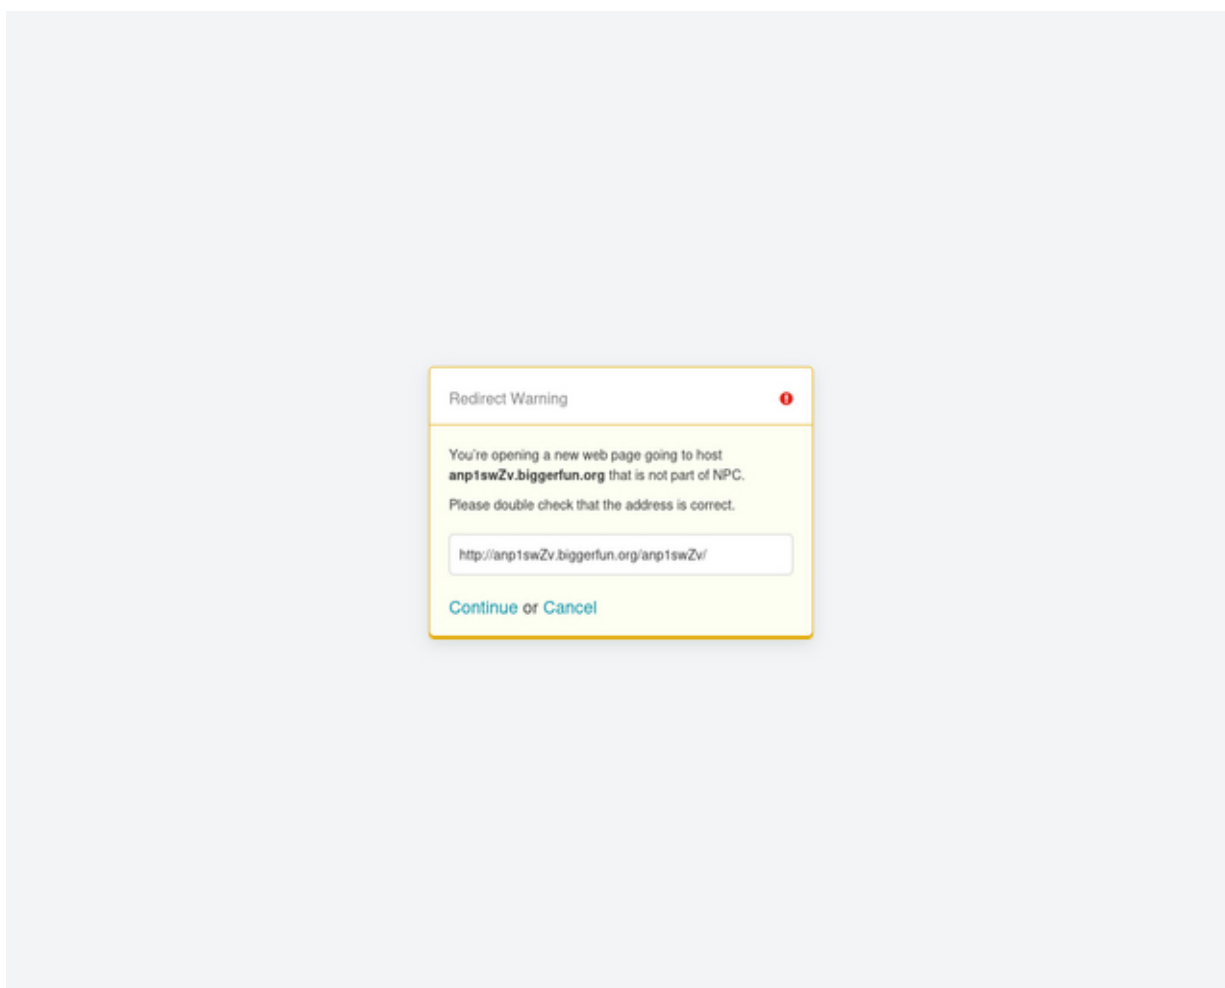 Redirect Warning
You're opening a new web page going to host
anp1swZv.biggerfun.org that is not part of NPC.
Please double check that the address is correct.
http://anp1swZv.biggerfun.org/anp1swZv/
Continue or Cancel